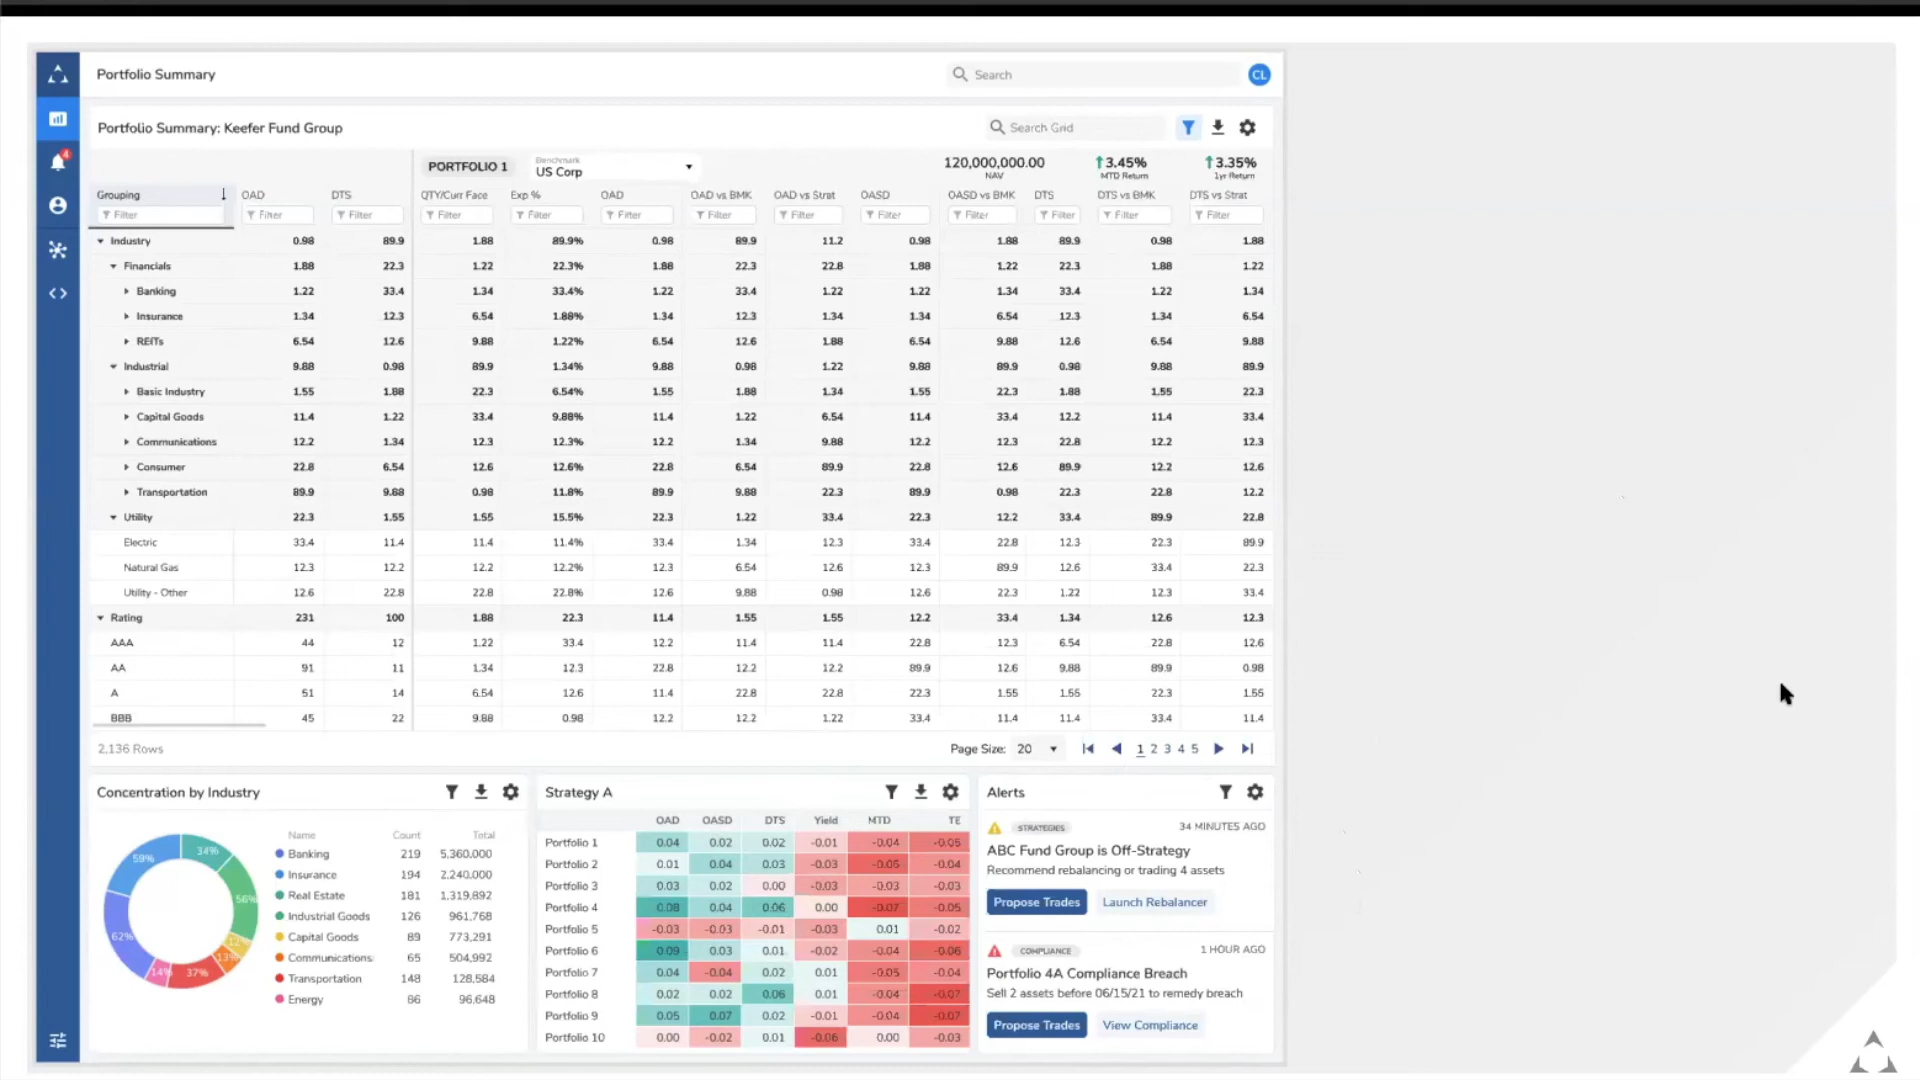 Portfolio Summary
Search
CL
Portfolio Summary: Keefer Fund Group
Search Grid
4
PORTFOLIO 1
Benchmark
US Corp
120,000,000.00
NAV
3.45%
MTD Return
3.35%
1yr Return
Grouping OAD DTS QTY/Curr Face Exp % OAD OAD vs BMK OAD vs Strat OASD OASD vs BMK DTS DTS vs BMK DTS vs Strat
Filter Filter Filter Filter Filter Filter Filter Filter Filter Filter Filter Filter Filter
Industry 0.98 89.9 1.88 89.9% 0.98 89.9 11.2 0.98 1.88 89.9 0.98 1.88
Financials 1.88 22.3 1.22 22.3% 1.88 22.3 22.8 1.88 1.22 22.3 1.88 1.22
Banking 1.22 33.4 1.34 33.4% 1.22 33.4 1.22 1.22 1.34 33.4 1.22 1.34
Insurance 1.34 12.3 6.54 1.88% 1.34 12.3 1.34 1.34 6.54 12.3 1.34 6.54
REITs 6.54 12.6 9.88 1.22% 6.54 12.6 1.88 6.54 9.88 12.6 6.54 9.88
Industrial 9.88 0.98 89.9 1.34% 9.88 0.98 1.22 9.88 89.9 0.98 9.88 89.9
Basic Industry 1.55 1.88 22.3 6.54% 1.55 1.88 1.34 1.55 22.3 1.88 1.55 22.3
Capital Goods 11.4 1.22 33.4 9.88% 11.4 1.22 6.54 11.4 33.4 12.2 11.4 33.4
Communications 12.2 1.34 12.3 12.3% 12.2 1.34 9.88 12.2 12.3 22.8 12.2 12.3
Consumer 22.8 6.54 12.6 12.6% 22.8 6.54 89.9 22.8 12.6 89.9 12.2 12.6
Transportation 89.9 9.88 0.98 11.8% 89.9 9.88 22.3 89.9 0.98 22.3 22.8 12.2
Utility 22.3 1.55 1.55 15.5% 22.3 1.22 33.4 22.3 12.2 33.4 89.9 22.8
Electric 33.4 11.4 11.4 11.4% 33.4 1.34 12.3 33.4 22.8 12.3 22.3 89.9
Natural Gas 12.3 12.2 12.2 12.2% 12.3 6.54 12.6 12.3 89.9 12.6 33.4 22.3
Utility - Other 12.6 22.8 22.8 22.8% 12.6 9.88 0.98 12.6 22.3 1.22 12.3 33.4
Rating 231 100 1.88 22.3 11.4 1.55 1.55 12.2 33.4 1.34 12.6 12.3
AAA 44 12 1.22 33.4 12.2 11.4 11.4 22.8 12.3 6.54 22.8 12.6
AA 91 11 1.34 12.3 22.8 12.2 12.2 89.9 12.6 9.88 89.9 0.98
A 51 14 6.54 12.6 11.4 22.8 22.8 22.3 1.55 1.55 22.3 1.55
BBB 45 22 9.88 0.98 12.2 12.2 1.22 33.4 11.4 11.4 33.4 11.4
2,136 Rows
Page Size: 20 1 2 3 4 5
Concentration by Industry
Name Count Total
Banking 219 5,360,000
Insurance 194 2,240,000
Real Estate 181 1,319,892
Industrial Goods 126 961,768
Capital Goods 89 773,291
Communications 65 504,992
Transportation 148 128,584
Energy 86 96,648
59%
34%
56%
12%
13%
37%
14%
62%
Strategy A
OAD OASD DTS Yield MTD TE
Portfolio 1 0.04 0.02 0.02 -0.01 -0.04 -0.05
Portfolio 2 0.01 0.04 0.03 -0.03 -0.05 -0.04
Portfolio 3 0.03 0.02 0.00 -0.03 -0.03 -0.03
Portfolio 4 0.08 0.04 0.06 0.00 -0.07 -0.05
Portfolio 5 -0.03 -0.03 -0.01 -0.03 0.01 -0.02
Portfolio 6 0.09 0.03 0.01 -0.02 -0.04 -0.06
Portfolio 7 0.04 -0.04 0.02 0.01 -0.05 -0.04
Portfolio 8 0.02 0.02 0.06 0.01 -0.04 -0.07
Portfolio 9 0.05 0.07 0.02 -0.01 -0.04 -0.07
Portfolio 10 0.00 -0.02 0.01 -0.06 0.00 -0.03
Alerts
STRATEGIES 34 MINUTES AGO
ABC Fund Group is Off-Strategy
Recommend rebalancing or trading 4 assets
Propose Trades Launch Rebalancer
COMPLIANCE 1 HOUR AGO
Portfolio 4A Compliance Breach
Sell 2 assets before 06/15/21 to remedy breach
Propose Trades View Compliance